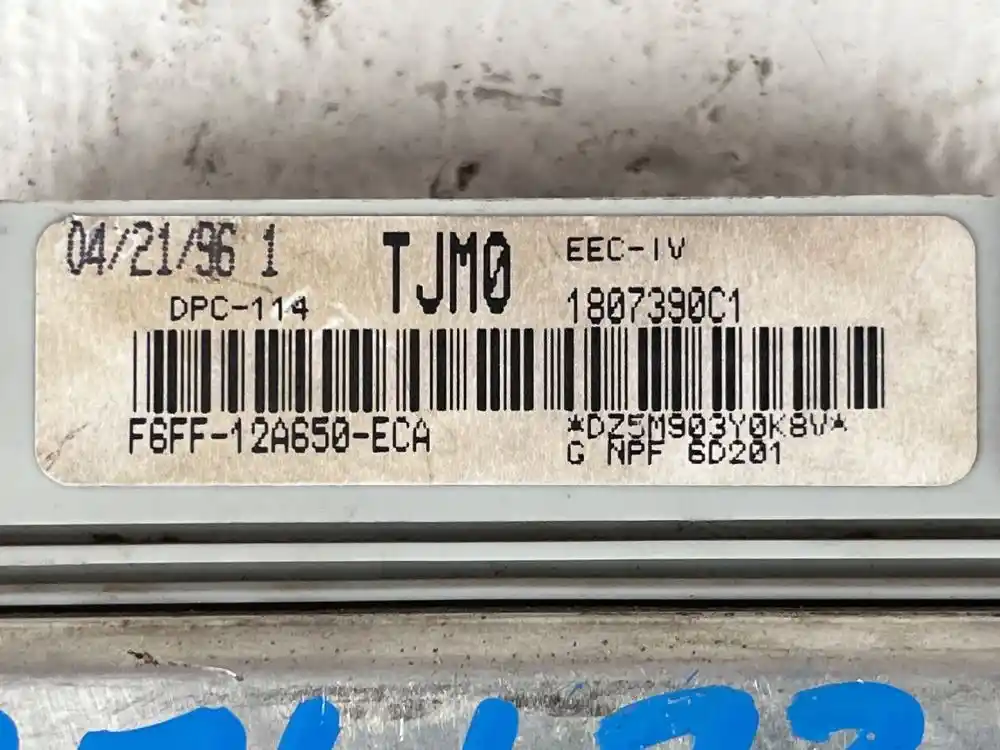 04/21/96 1
TJM0
EEC-IV
DPC-114
1807390C1
F6FF-12A650-ECA
*DZ5M903Y0K8V*
G NPF 6D201